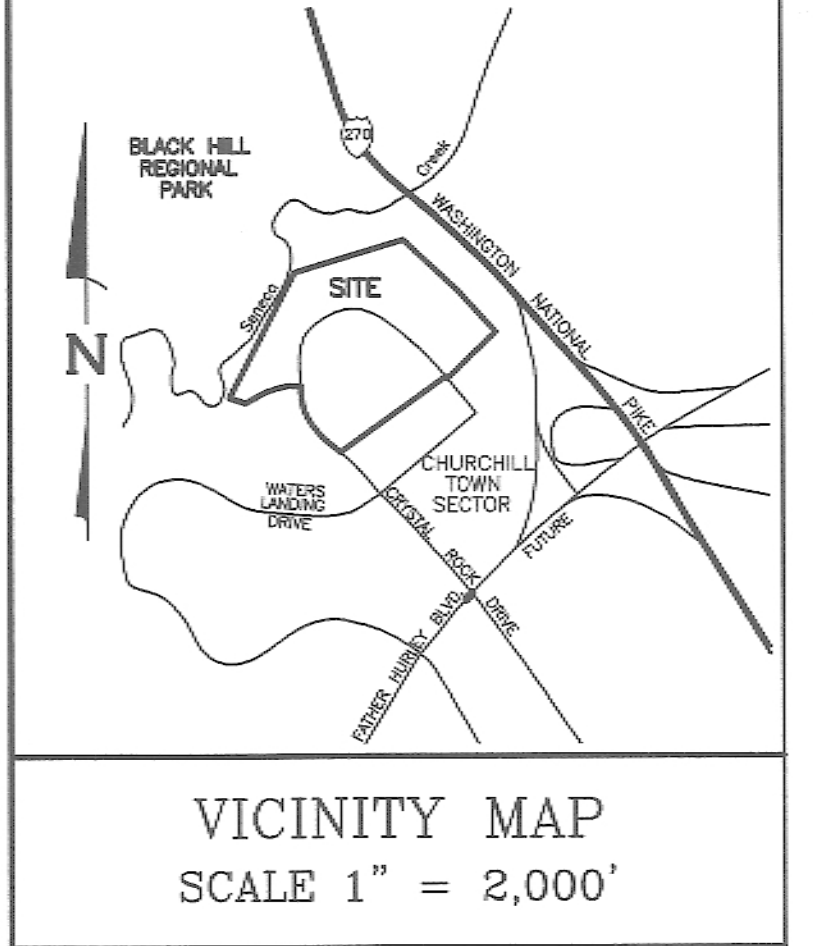 270
BLACK HILL
REGIONAL
PARK
Creek
WASHINGTON
NATIONAL
PIKE
SITE
Seneca
N
CHURCHILL
TOWN
SECTOR
WATERS
LANDING
DRIVE
CRYSTAL
ROCK
DRIVE
FUTURE
FATHER HURLEY BLVD.
VICINITY MAP
SCALE 1" = 2,000'